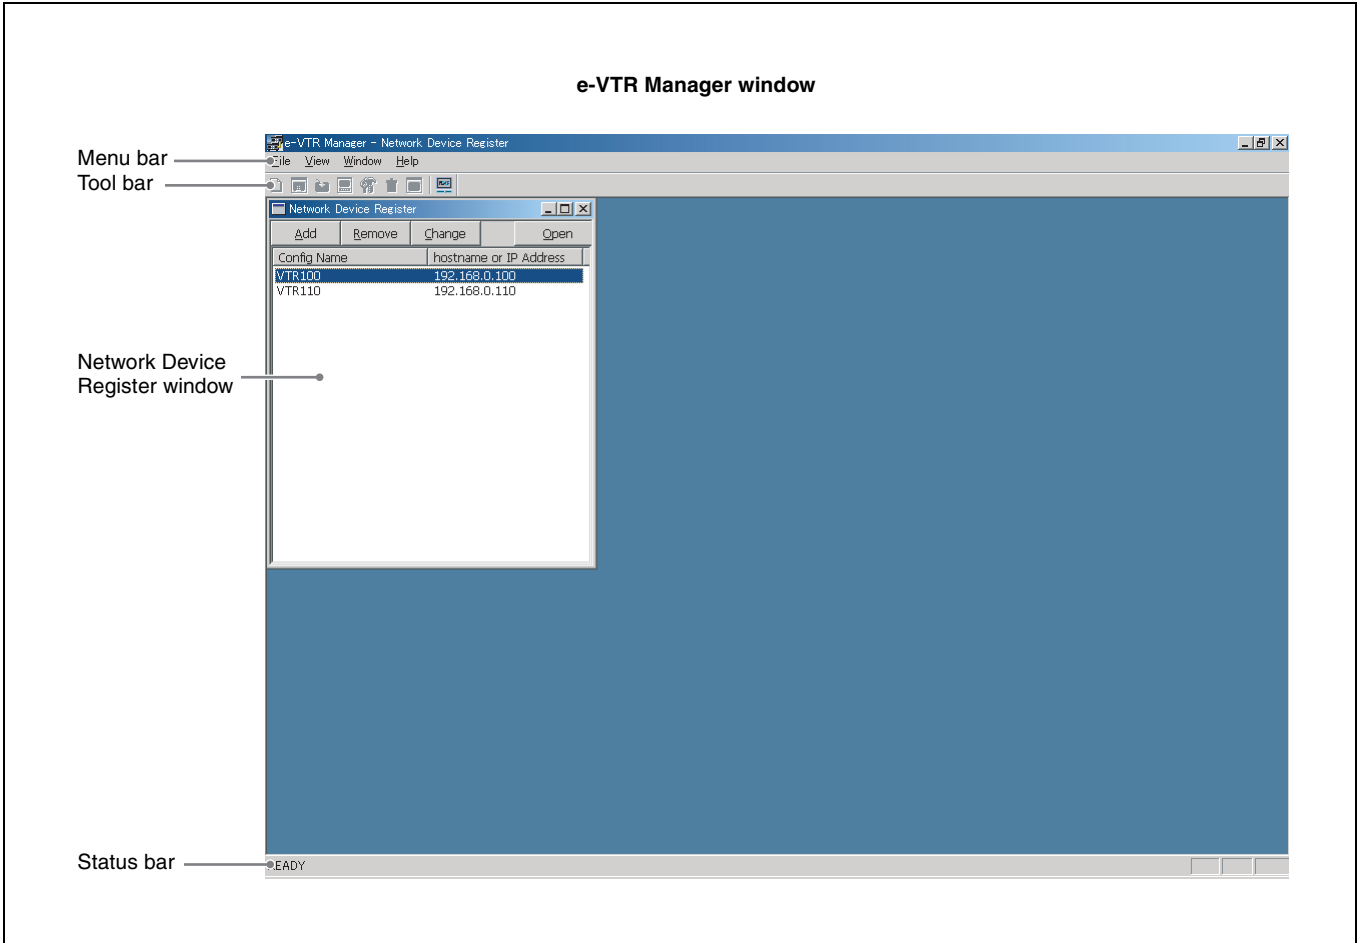 e-VTR Manager window
Menu bar
Tool bar
e-VTR Manager - Network Device Register
File View Window Help
Network Device Register
Add Remove Change Open
Config Name hostname or IP Address
VTR100 192.168.0.100
VTR110 192.168.0.110
Network Device
Register window
Status bar
READY